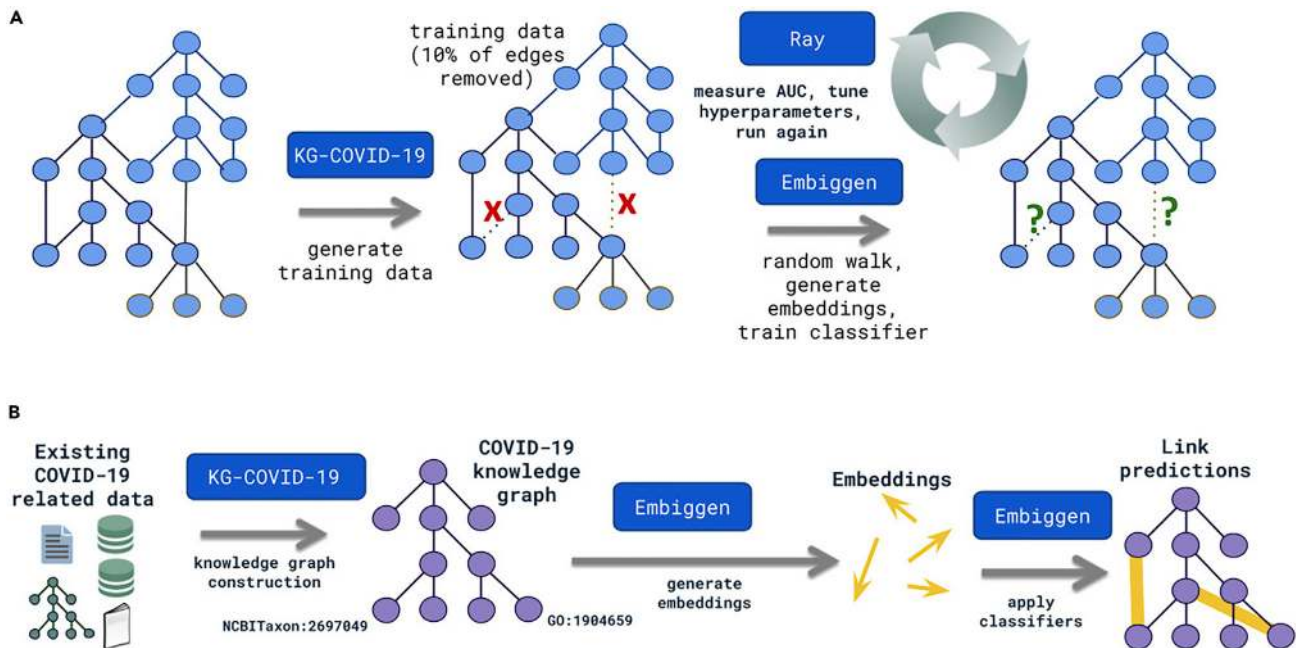 A
training data
(10% of edges
removed)
Ray
measure AUC, tune
hyperparameters,
run again
KG-COVID-19
generate
training data
X
X
Embiggen
random walk,
generate
embeddings,
train classifier
?
?
B
Existing
COVID-19
related data
KG-COVID-19
knowledge graph
construction
COVID-19
knowledge
graph
NCBITaxon:2697049
GO:1904659
Embiggen
generate
embeddings
Embeddings
Embiggen
apply
classifiers
Link
predictions